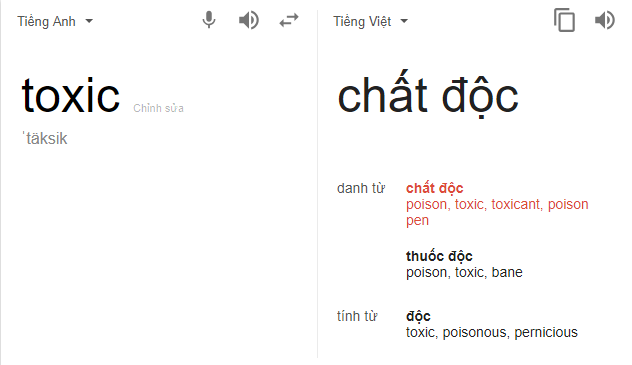 Tiếng Anh
Tiếng Việt
toxic Chỉnh sửa
ˈtäksik
chất độc
danh từ
chất độc
poison, toxic, toxicant, poison
pen
thuốc độc
poison, toxic, bane
tính từ
độc
toxic, poisonous, pernicious